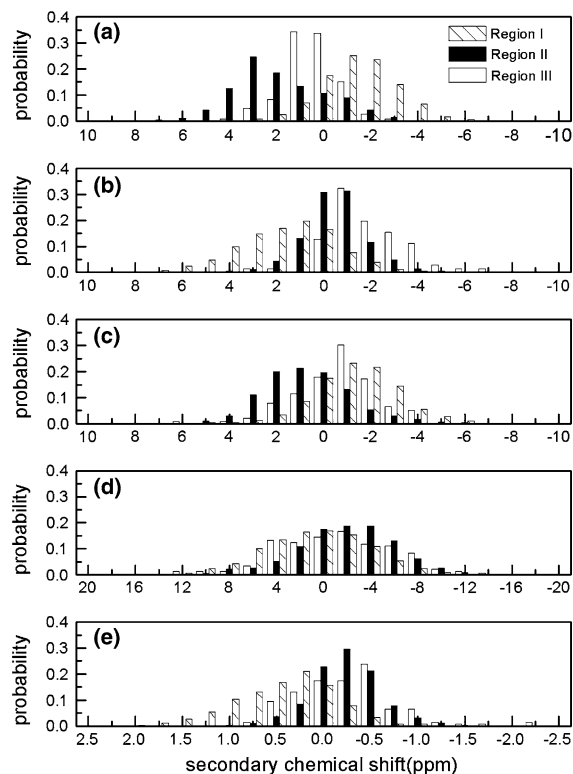 (a)
Region I
Region II
Region III
probability
0.4
0.3
0.2
0.1
0.0
10 8 6 4 2 0 -2 -4 -6 -8 -10
(b)
probability
0.4
0.3
0.2
0.1
0.0
10 8 6 4 2 0 -2 -4 -6 -8 -10
(c)
probability
0.4
0.3
0.2
0.1
0.0
10 8 6 4 2 0 -2 -4 -6 -8 -10
(d)
probability
0.4
0.3
0.2
0.1
0.0
20 16 12 8 4 0 -4 -8 -12 -16 -20
(e)
probability
0.4
0.3
0.2
0.1
0.0
2.5 2.0 1.5 1.0 0.5 0.0 -0.5 -1.0 -1.5 -2.0 -2.5
secondary chemical shift(ppm)